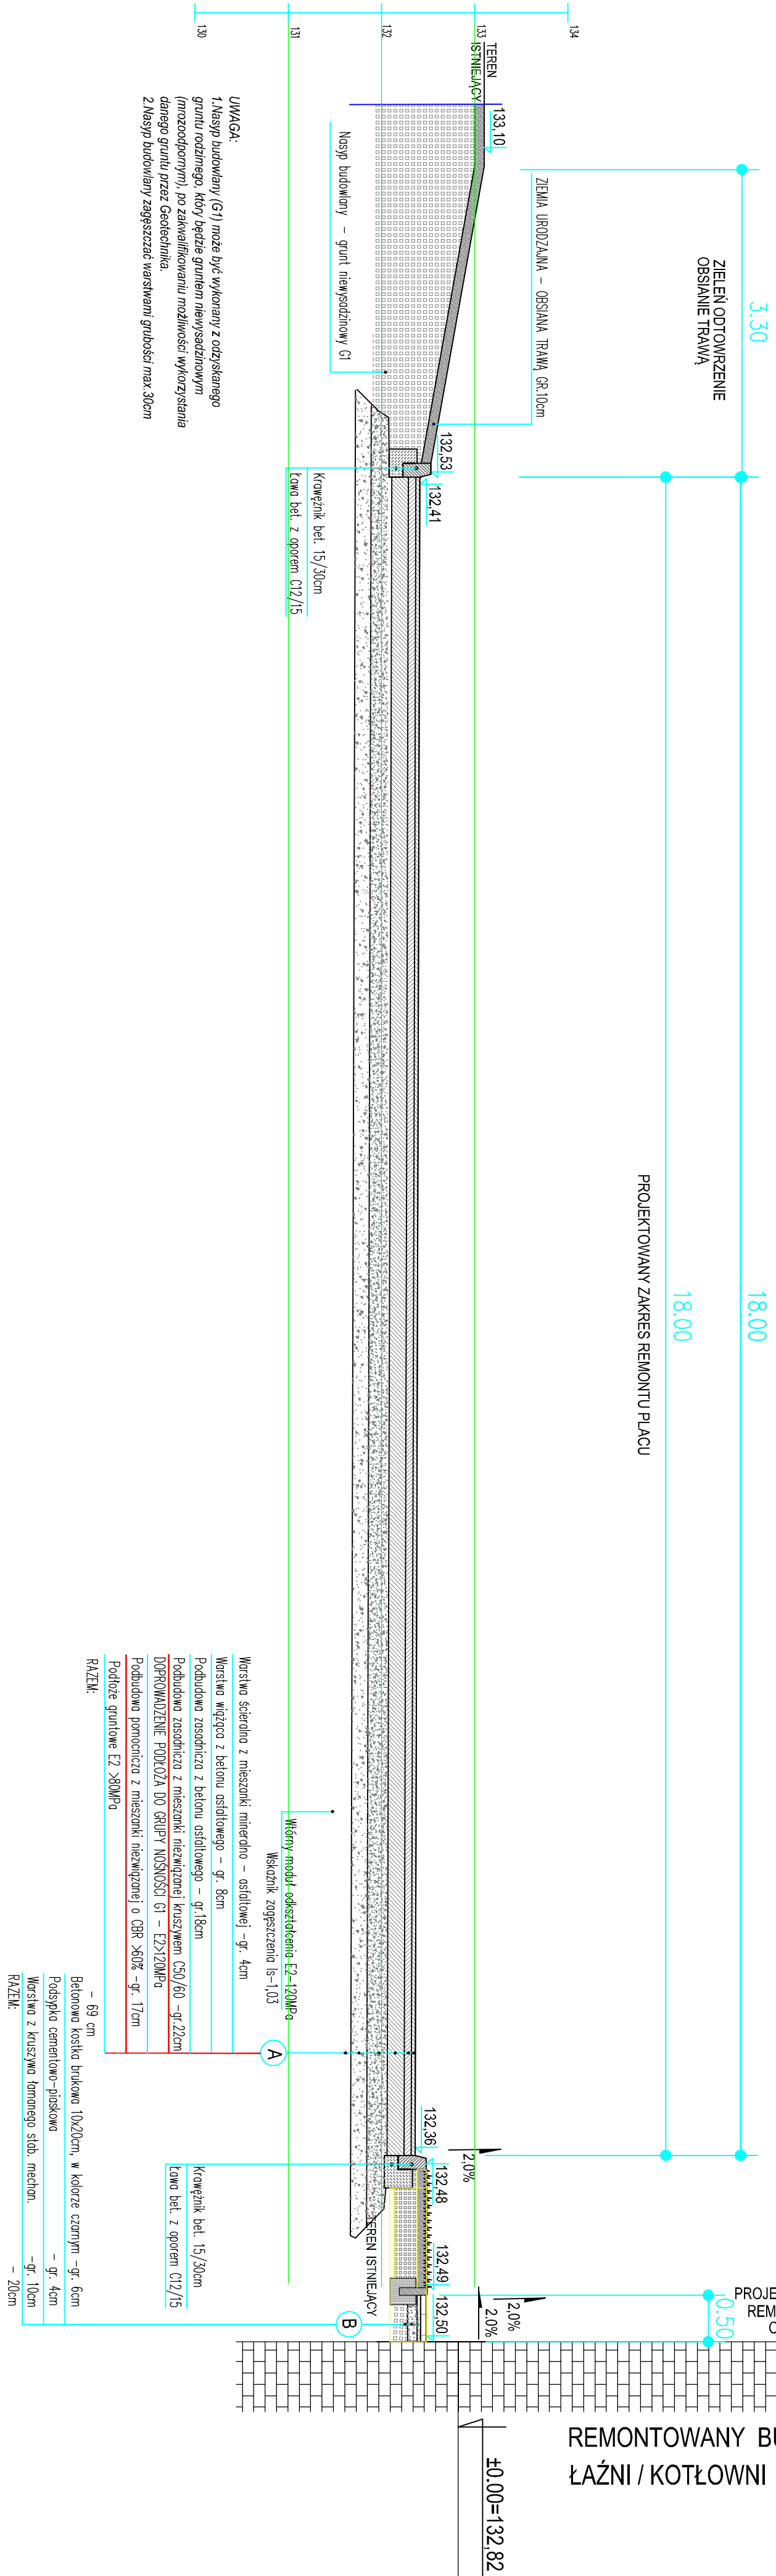 134
133
132
131
130
TEREN
ISTNIEJĄCY
133,10
3.30
ZIELEŃ ODTOWRZENIE
OBSIANIE TRAWĄ
ZIEMIA URODZAJNA – OBSIANA TRAWĄ GR.10cm
Nasyp budowlany – grunt niewysadzinowy G1
UWAGA:
1.Nasyp budowlany (G1) może być wykonany z odzyskanego
gruntu rodzimego, który będzie gruntem niewysadzinowym
(mrozoodpornym), po zakwalifikowaniu możliwości wykorzystania
danego gruntu przez Geotechnika.
2.Nasyp budowlany zagęszczać warstwami grubości max.30cm
132,53
132,41
Krawężnik bet. 15/30cm
Ława bet. z oporem C12/15
18.00
18.00
PROJEKTOWANY ZAKRES REMONTU PLACU
Wtórny moduł odkształcenia E2-120MPa
Wskaźnik zagęszczenia Is-1,03
Warstwa ścieralna z mieszanki mineralno – asfaltowej -gr. 4cm
Warstwa wiążąca z betonu asfaltowego - gr. 8cm
Podbudowa zasadnicza z betonu asfaltowego - gr.18cm
Podbudowa zasadnicza z mieszanki niezwiązanej kruszywem C50/60 -gr.22cm
DOPROWADZENIE PODŁOŻA DO GRUPY NOŚNOŚCI G1 - E2>120MPa
Podbudowa pomocnicza z mieszanki niezwiązanej o CBR >60% -gr. 17cm
Podłoże gruntowe E2 >80MPa
RAZEM: - 69 cm
A
132,36
2,0%
132,48
132,49
132,50
2,0%
2,0%
0.50
TEREN ISTNIEJĄCY
Krawężnik bet. 15/30cm
Ława bet. z oporem C12/15
B
Betonowa kostka brukowa 10x20cm, w kolorze czarnym -gr. 6cm
Podsypka cementowo-piaskowa - gr. 4cm
Warstwa z kruszywa łamanego stab. mechan. -gr. 10cm
RAZEM: - 20cm
PROJE
REM
O
REMONTOWANY BU
ŁAŹNI / KOTŁOWNI
±0.00=132,82